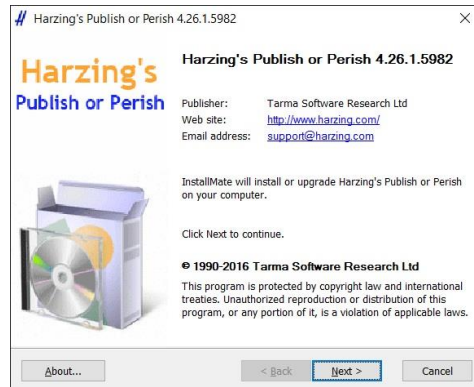 Harzing's Publish or Perish 4.26.1.5982
Harzing's
Publish or Perish
Harzing's Publish or Perish 4.26.1.5982
Publisher: Tarma Software Research Ltd
Web site: http://www.harzing.com/
Email address: support@harzing.com
InstallMate will install or upgrade Harzing's Publish or Perish
on your computer.
Click Next to continue.
© 1990-2016 Tarma Software Research Ltd
This program is protected by copyright law and international
treaties. Unauthorized reproduction or distribution of this
program, or any portion of it, is a violation of applicable laws.
About... < Back Next > Cancel